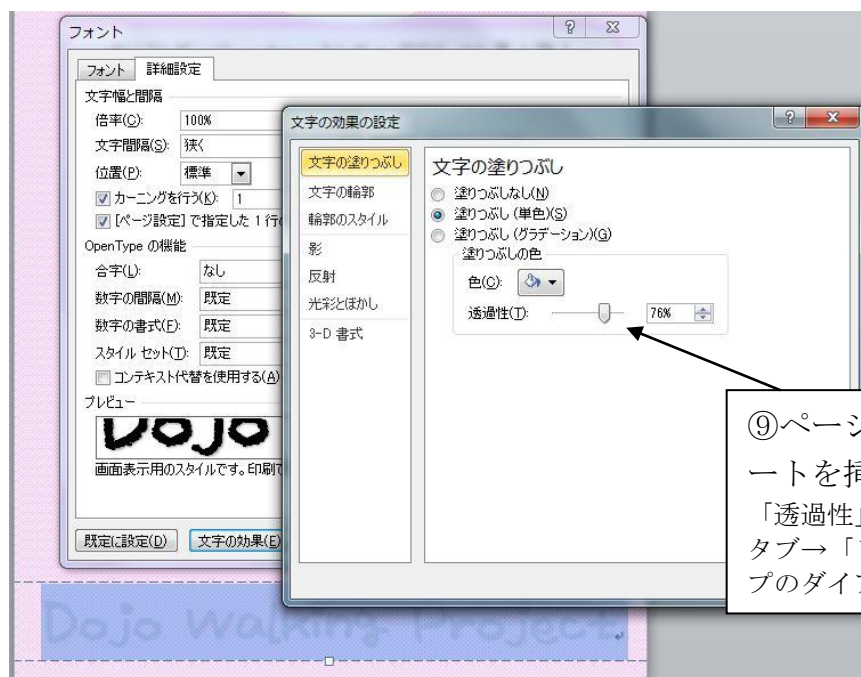 フォント
フォント 詳細設定
文字幅と間隔
倍率(C): 100%
文字間隔(S): 狭く
位置(P): 標準
カーニングを行う(K): 1
[ページ設定] で指定した 1 行の
OpenType の機能
合字(L): なし
数字の間隔(M): 既定
数字の書式(F): 既定
スタイル セット(T): 既定
コンテキスト代替を使用する(A)
プレビュー
Dojo
画面表示用のスタイルです。印刷で
既定に設定(D) 文字の効果(E)
文字の効果の設定
文字の塗りつぶし
文字の輪郭
輪郭のスタイル
影
反射
光彩とぼかし
3-D 書式
文字の塗りつぶし
塗りつぶしなし(N)
塗りつぶし (単色)(S)
塗りつぶし (グラデーション)(G)
塗りつぶしの色
色(C):
透過性(T): 76%
⑨ページ
ートを挿
「透過性」
タブ→「
プのダイア
Dojo Walking Project